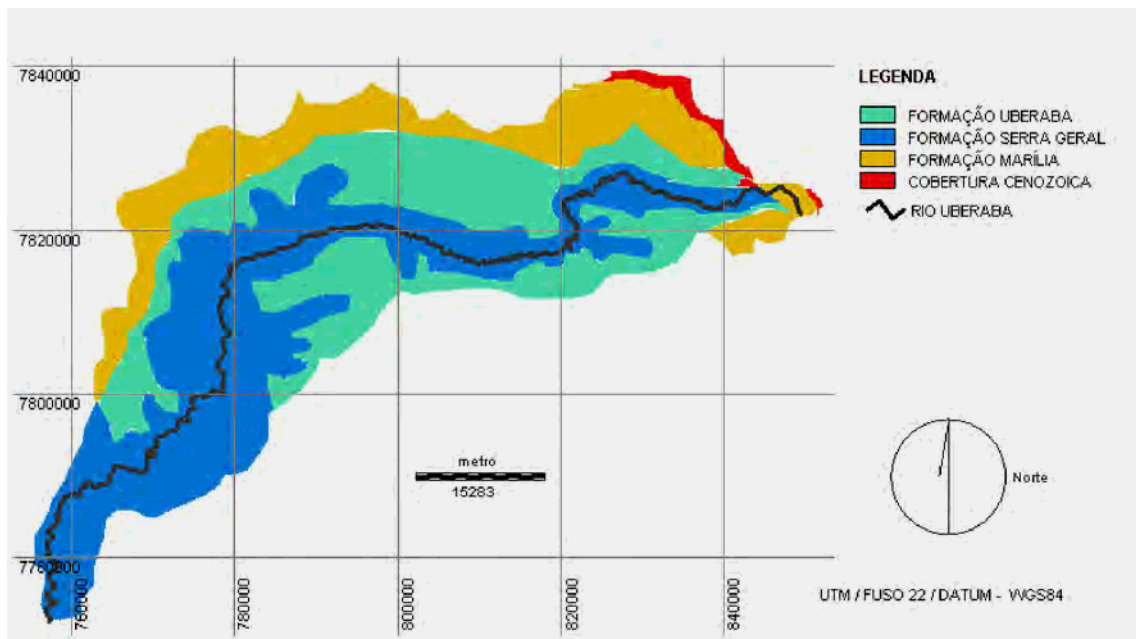 7840000
7820000
7800000
7780000
760000
780000
800000
820000
840000
LEGENDA
FORMAÇÃO UBERABA
FORMAÇÃO SERRA GERAL
FORMAÇÃO MARÍLIA
COBERTURA CENOZOICA
RIO UBERABA
metro
15283
Norte
UTM / FUSO 22 / DATUM - WGS84